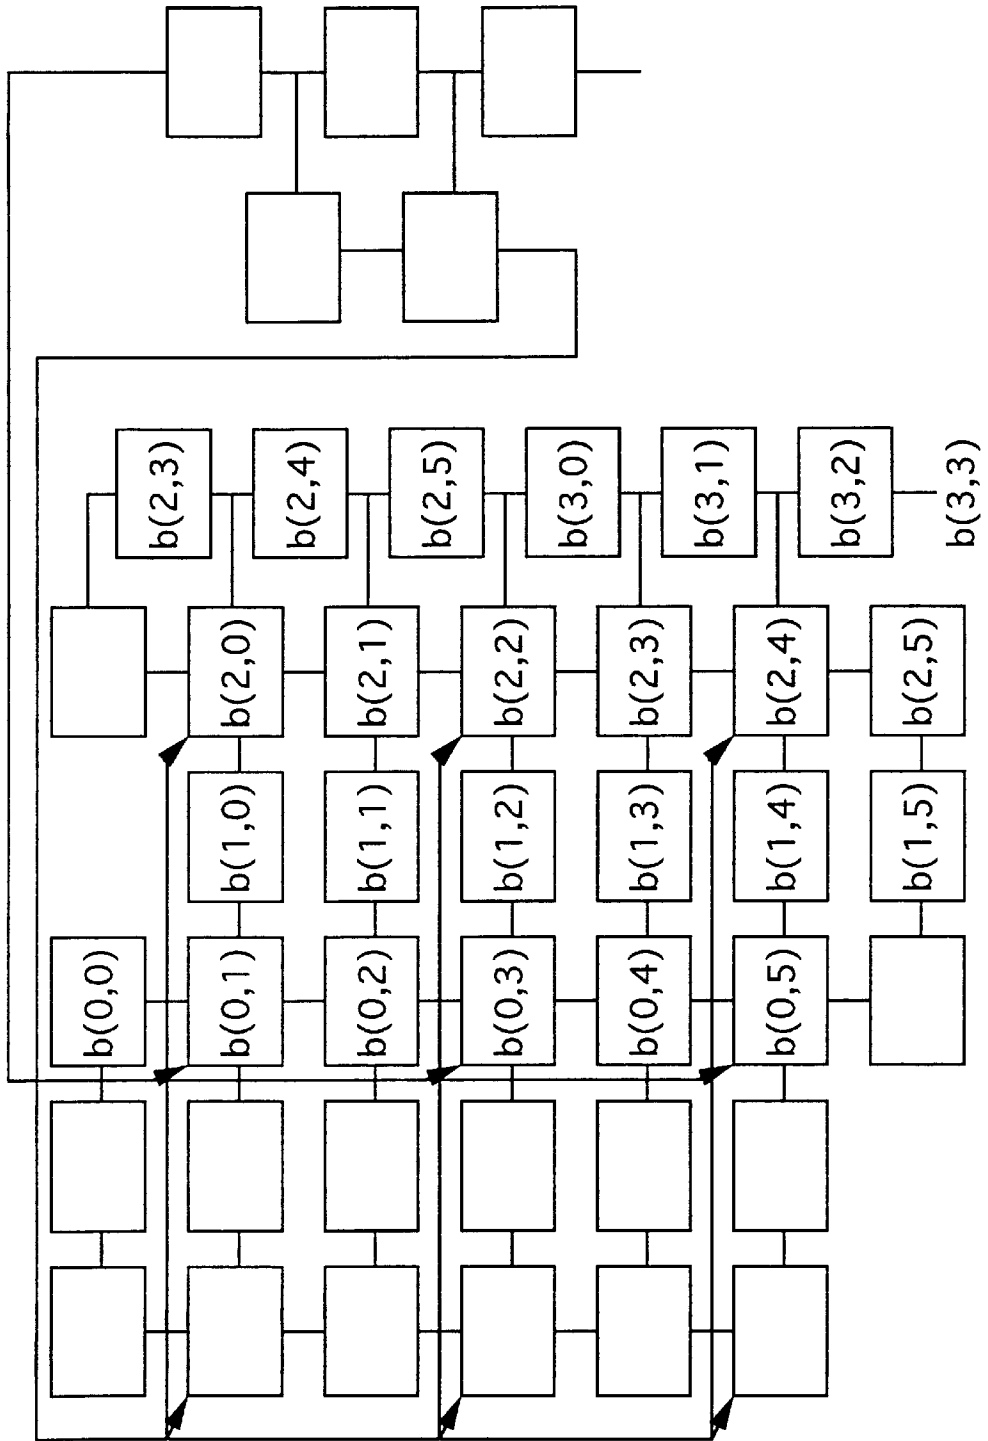 b(0,0)
b(2,3)
b(0,1) b(1,0) b(2,0)
b(2,4)
b(0,2) b(1,1) b(2,1)
b(2,5)
b(0,3) b(1,2) b(2,2)
b(3,0)
b(0,4) b(1,3) b(2,3)
b(3,1)
b(0,5) b(1,4) b(2,4)
b(3,2)
b(1,5) b(2,5)
b(3,3)